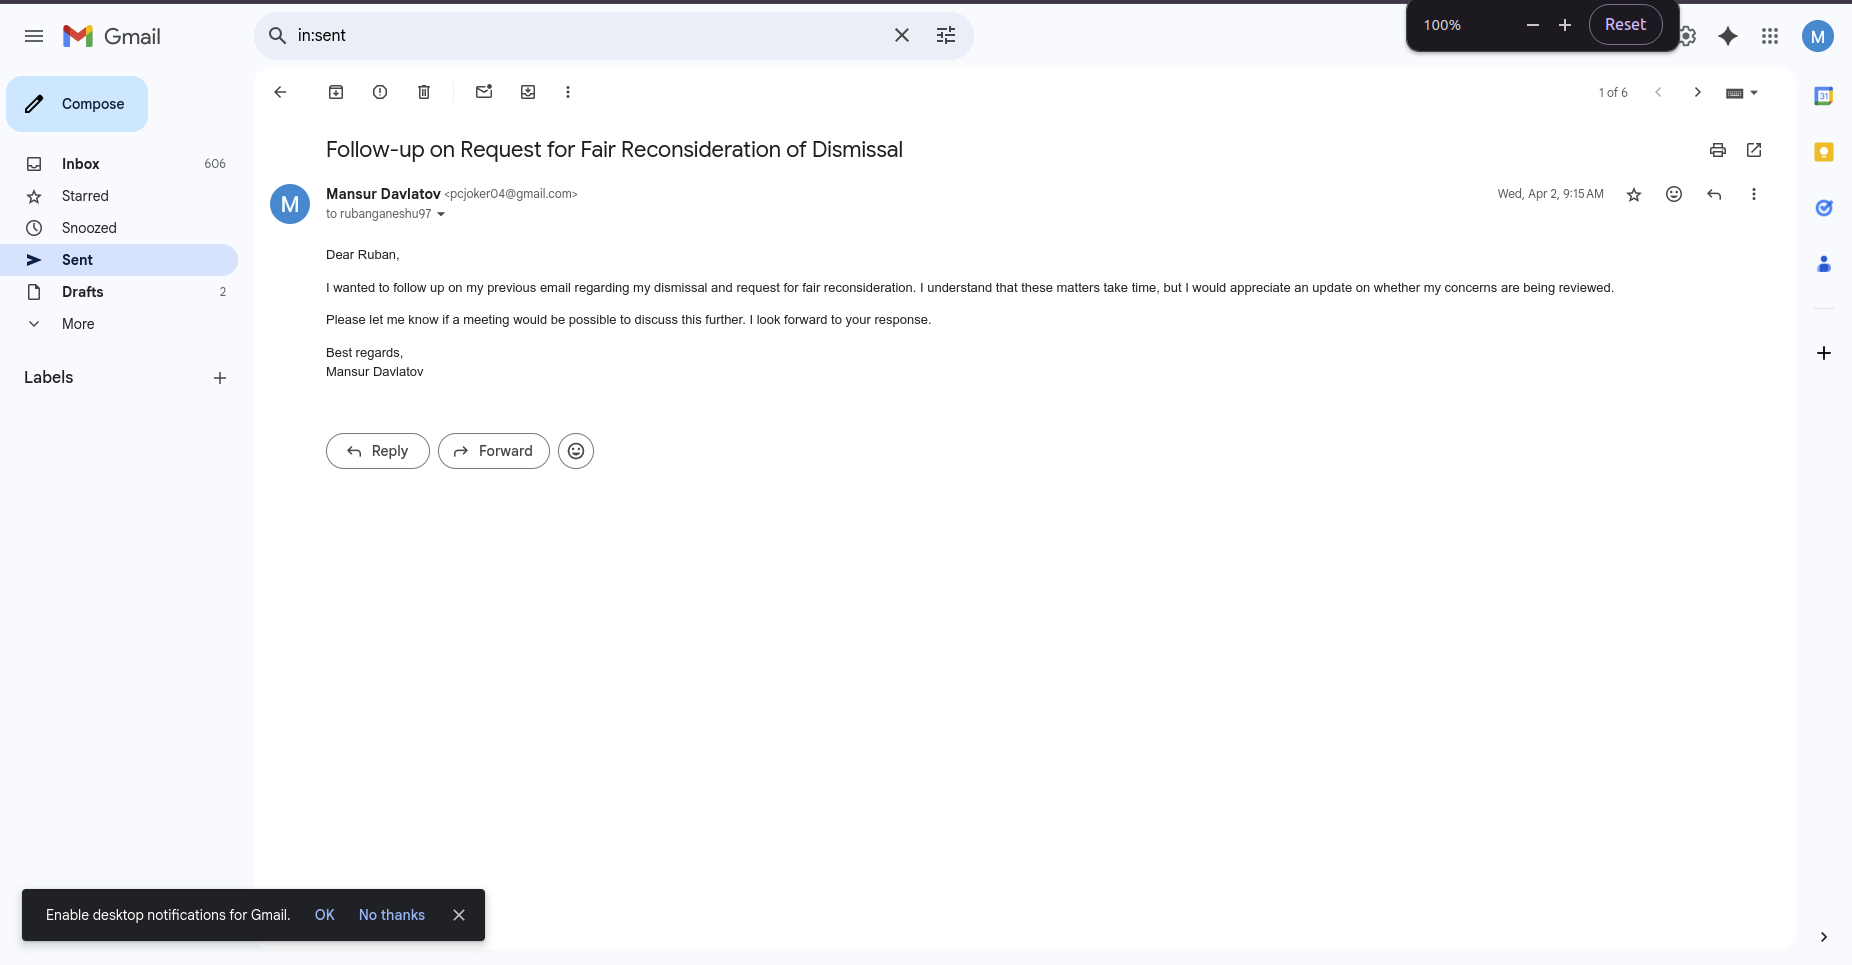 100%
Reset
Gmail
in:sent
M
Compose
1 of 6
31
Inbox 606
Starred
Snoozed
Sent
Drafts 2
More
Labels
Follow-up on Request for Fair Reconsideration of Dismissal
M
Mansur Davlatov <pcjoker04@gmail.com>
Wed, Apr 2, 9:15 AM
to rubanganeshu97
Dear Ruban,
I wanted to follow up on my previous email regarding my dismissal and request for fair reconsideration. I understand that these matters take time, but I would appreciate an update on whether my concerns are being reviewed.
Please let me know if a meeting would be possible to discuss this further. I look forward to your response.
Best regards,
Mansur Davlatov
Reply
Forward
Enable desktop notifications for Gmail. OK No thanks